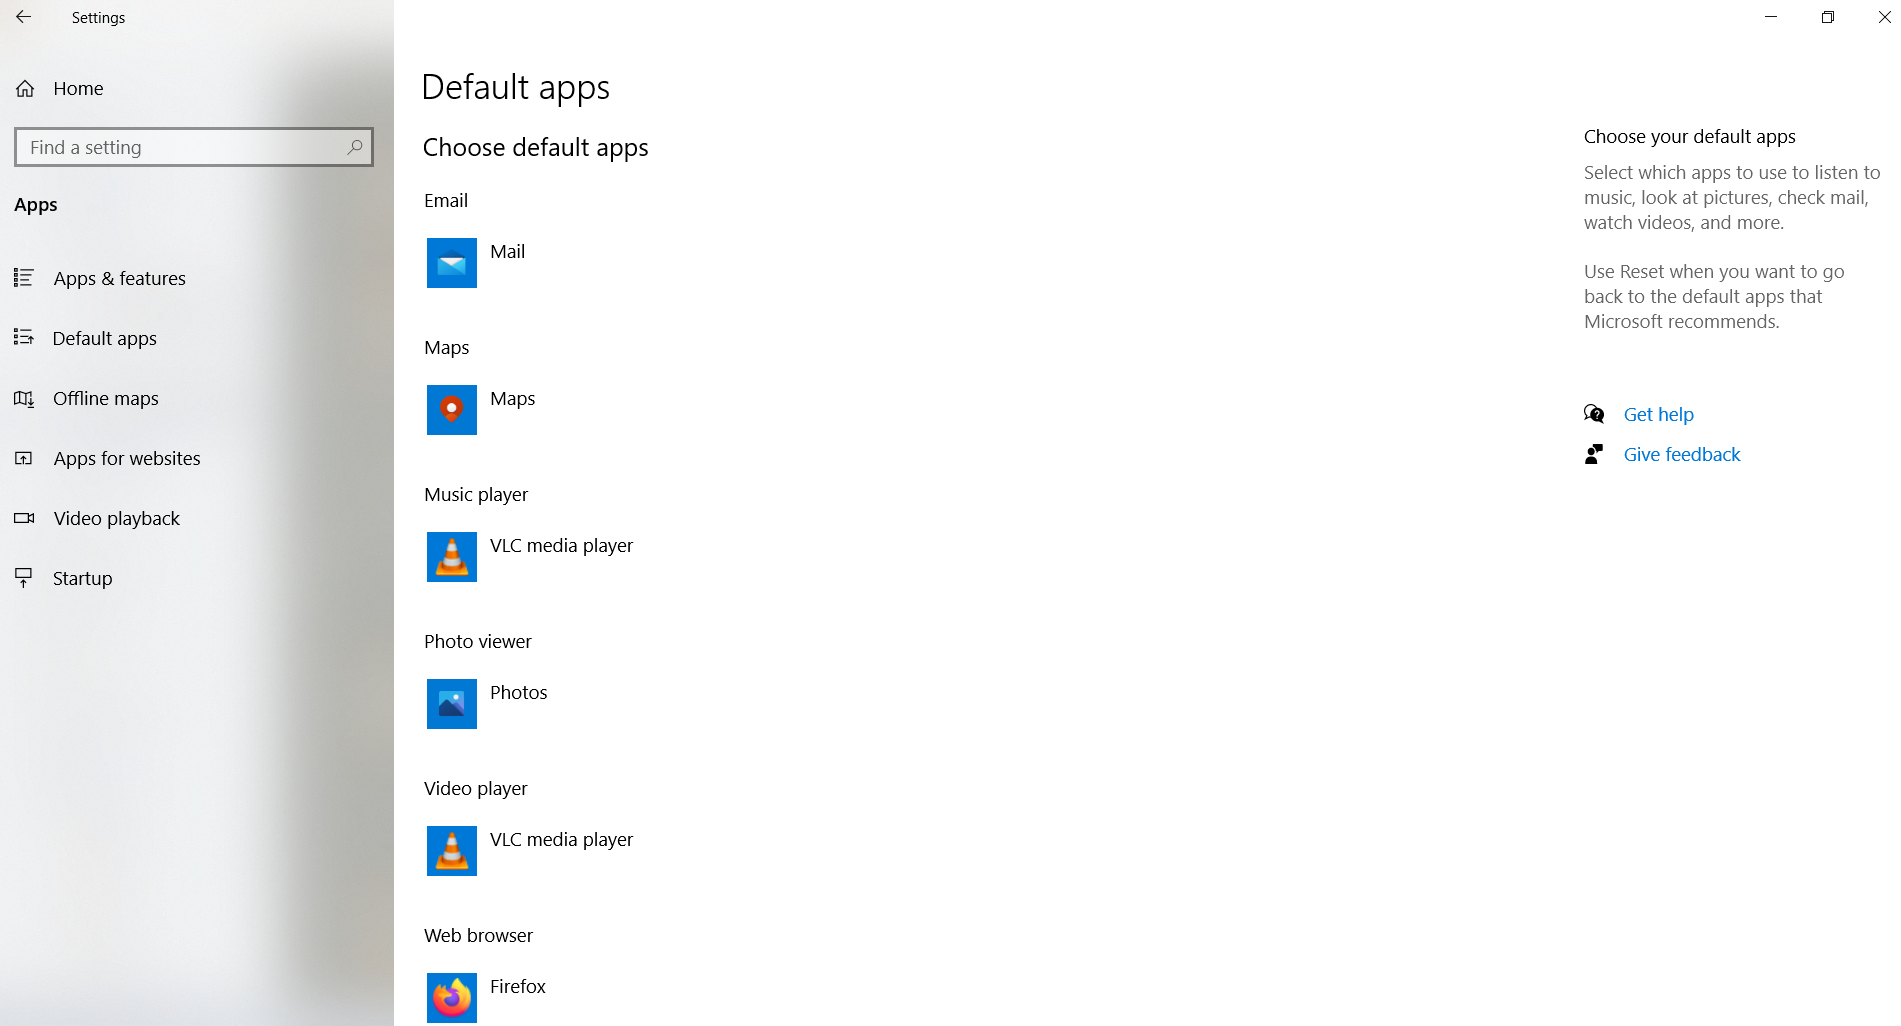 Settings
Home
Find a setting
Apps
Apps & features
Default apps
Offline maps
Apps for websites
Video playback
Startup
Default apps
Choose default apps
Email
Mail
Maps
Maps
Music player
VLC media player
Photo viewer
Photos
Video player
VLC media player
Web browser
Firefox
Choose your default apps
Select which apps to use to listen to
music, look at pictures, check mail,
watch videos, and more.
Use Reset when you want to go
back to the default apps that
Microsoft recommends.
Get help
Give feedback